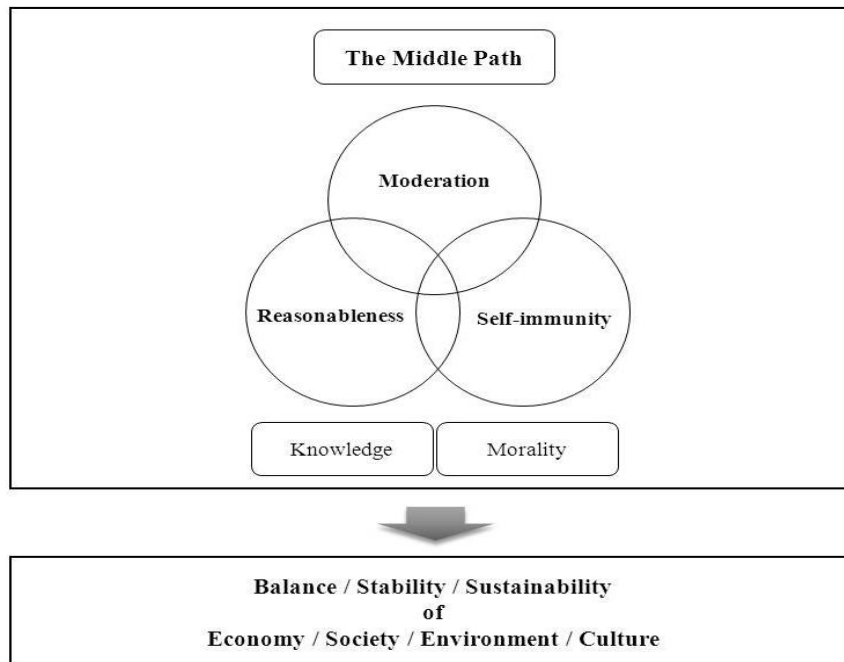 The Middle Path
Moderation
Reasonableness
Self-immunity
Knowledge
Morality
Balance / Stability / Sustainability
of
Economy / Society / Environment / Culture